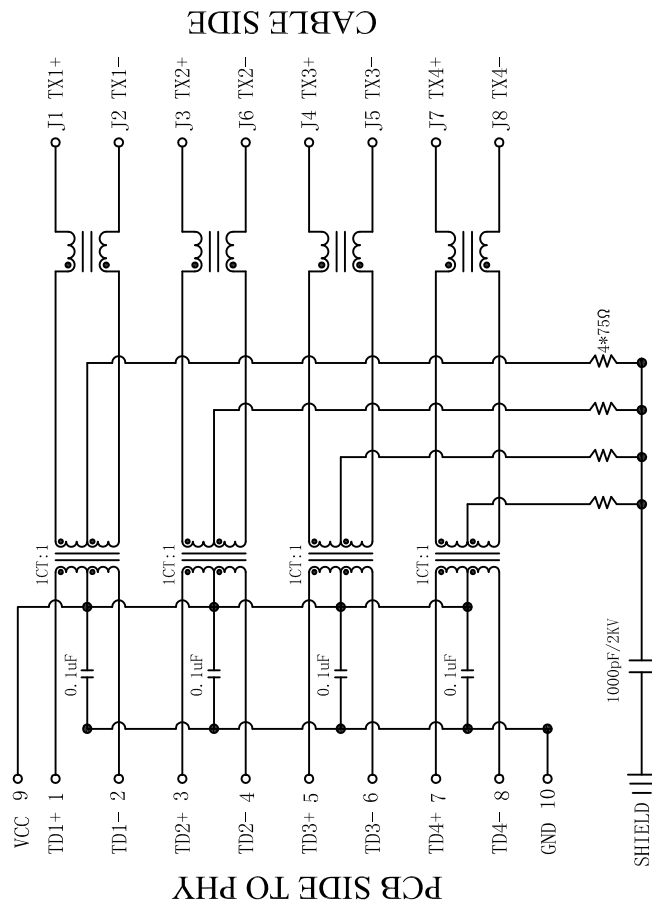 CABLE SIDE
J1 TX1+
J2 TX1-
J3 TX2+
J6 TX2-
J4 TX3+
J5 TX3-
J7 TX4+
J8 TX4-
4*75Ω
1CT:1
1CT:1
1CT:1
1CT:1
0.1uF
0.1uF
0.1uF
0.1uF
1000pF/2KV
VCC 9
TD1+ 1
TD1- 2
TD2+ 3
TD2- 4
TD3+ 5
TD3- 6
TD4+ 7
TD4- 8
GND 10
SHIELD
PCB SIDE TO PHY